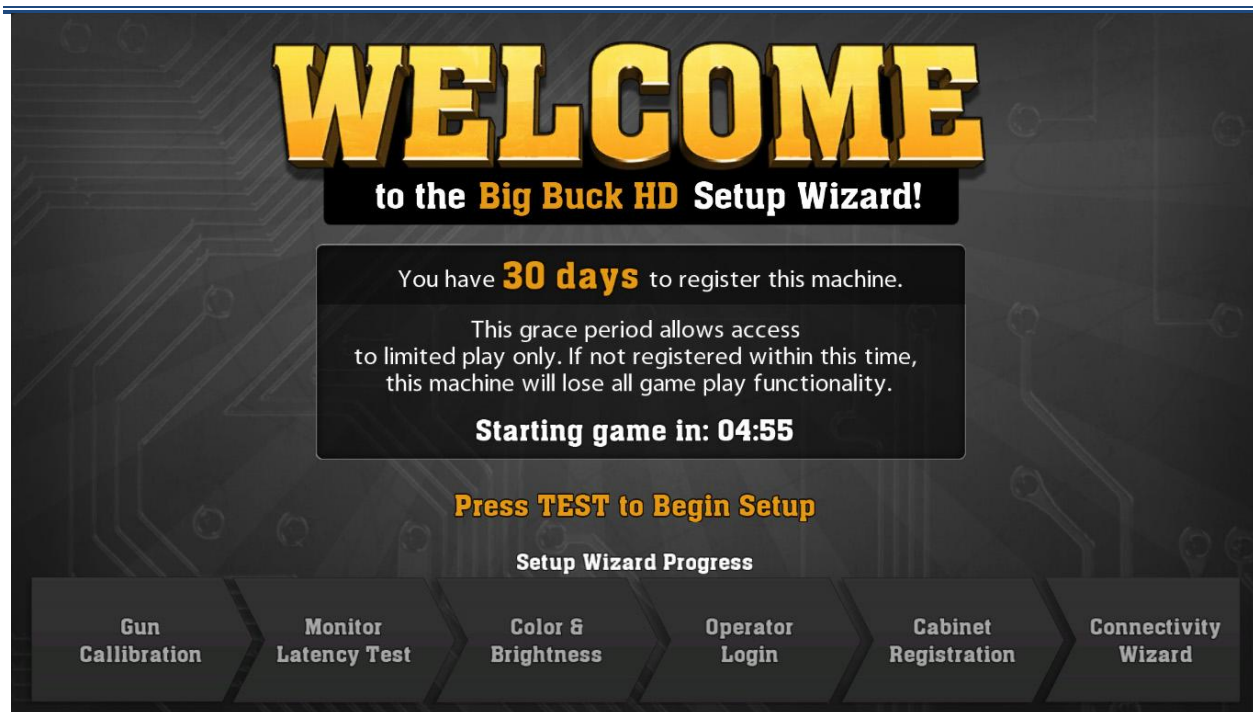 WELCOME
to the Big Buck HD Setup Wizard!
You have 30 days to register this machine.
This grace period allows access
to limited play only. If not registered within this time,
this machine will lose all game play functionality.
Starting game in: 04:55
Press TEST to Begin Setup
Setup Wizard Progress
Gun
Callibration
Monitor
Latency Test
Color &
Brightness
Operator
Login
Cabinet
Registration
Connectivity
Wizard